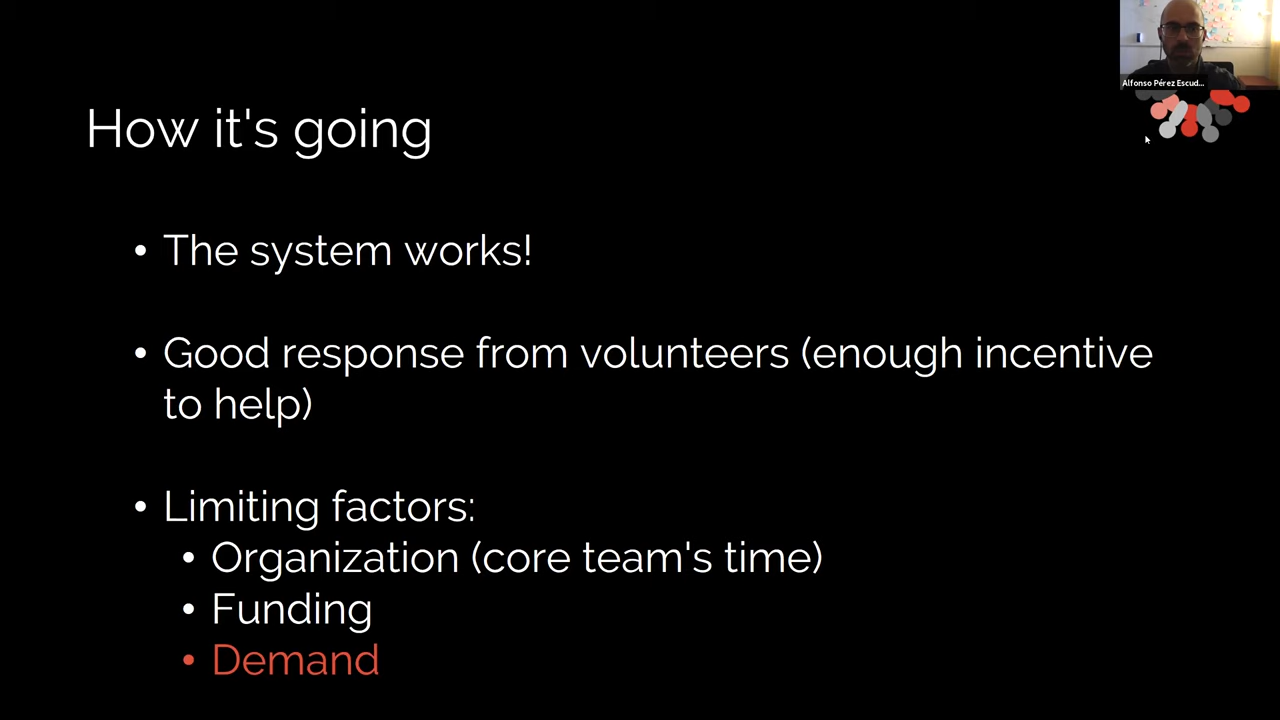 Alfonso Pérez Escud...
How it's going
• The system works!
• Good response from volunteers (enough incentive
to help)
• Limiting factors:
• Organization (core team's time)
• Funding
• Demand